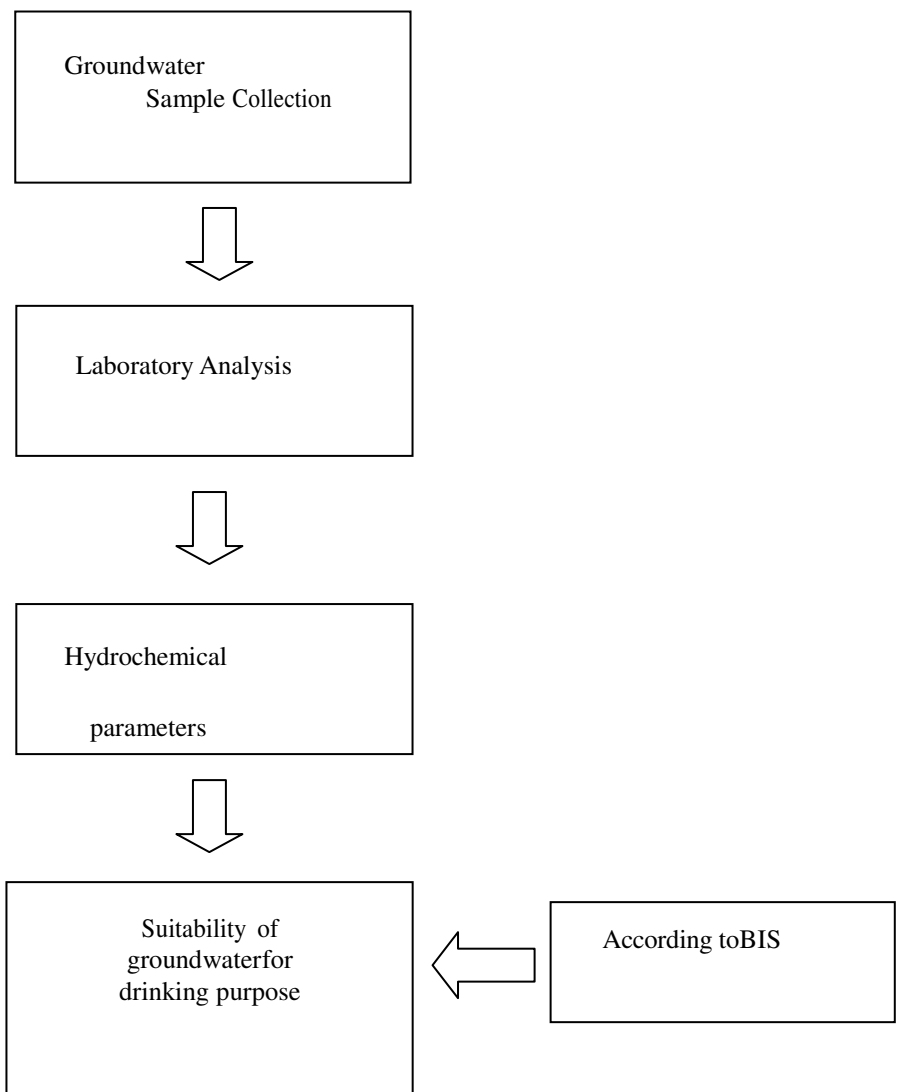 Groundwater
Sample Collection
Laboratory Analysis
Hydrochemical
parameters
Suitability of
groundwaterfor
drinking purpose
According toBIS